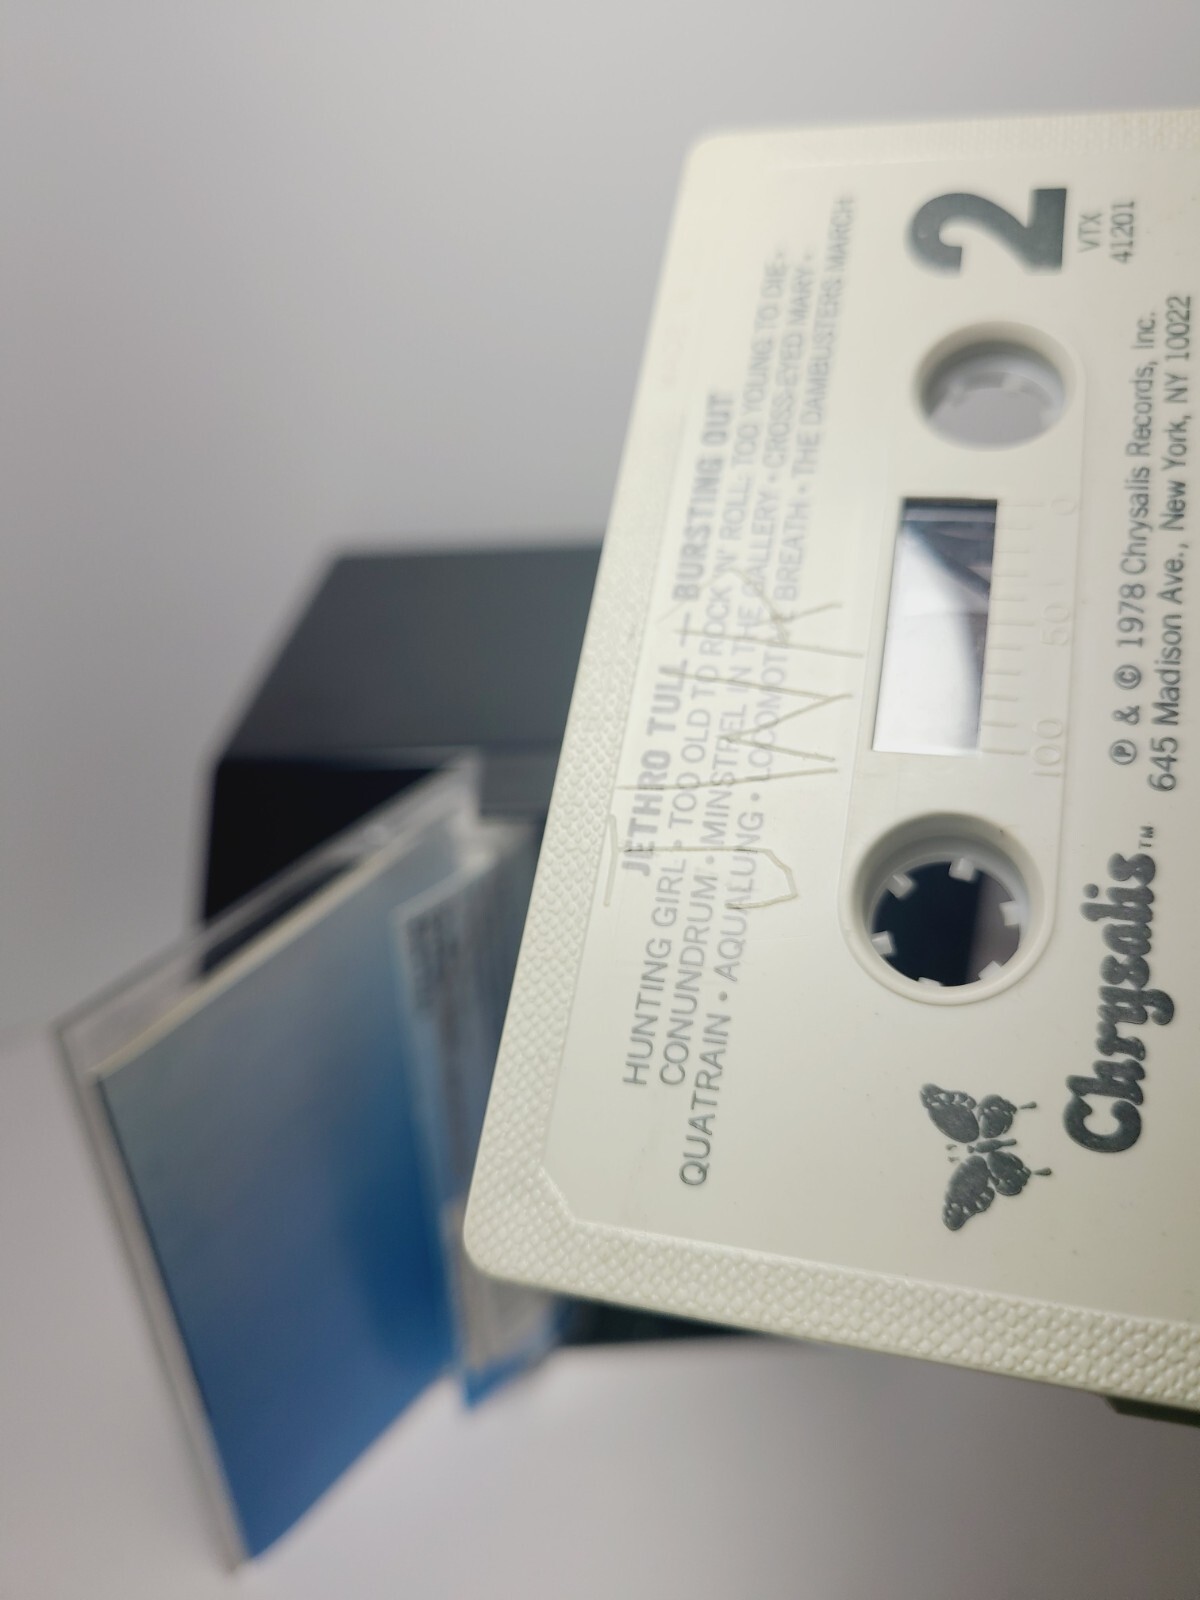 JETHRO TULL — BURSTING OUT
HUNTING GIRL • TOO OLD TO ROCK 'N' ROLL: TOO YOUNG TO DIE •
CONUNDRUM • MINSTREL IN THE GALLERY • CROSS-EYED MARY •
QUATRAIN • AQUALUNG • LOCOMOTIVE BREATH • THE DAMBUSTERS MARCH
2
VTX
41201
100 50 0
℗ & © 1978 Chrysalis Records, Inc.
645 Madison Ave., New York, NY 10022
Chrysalis™